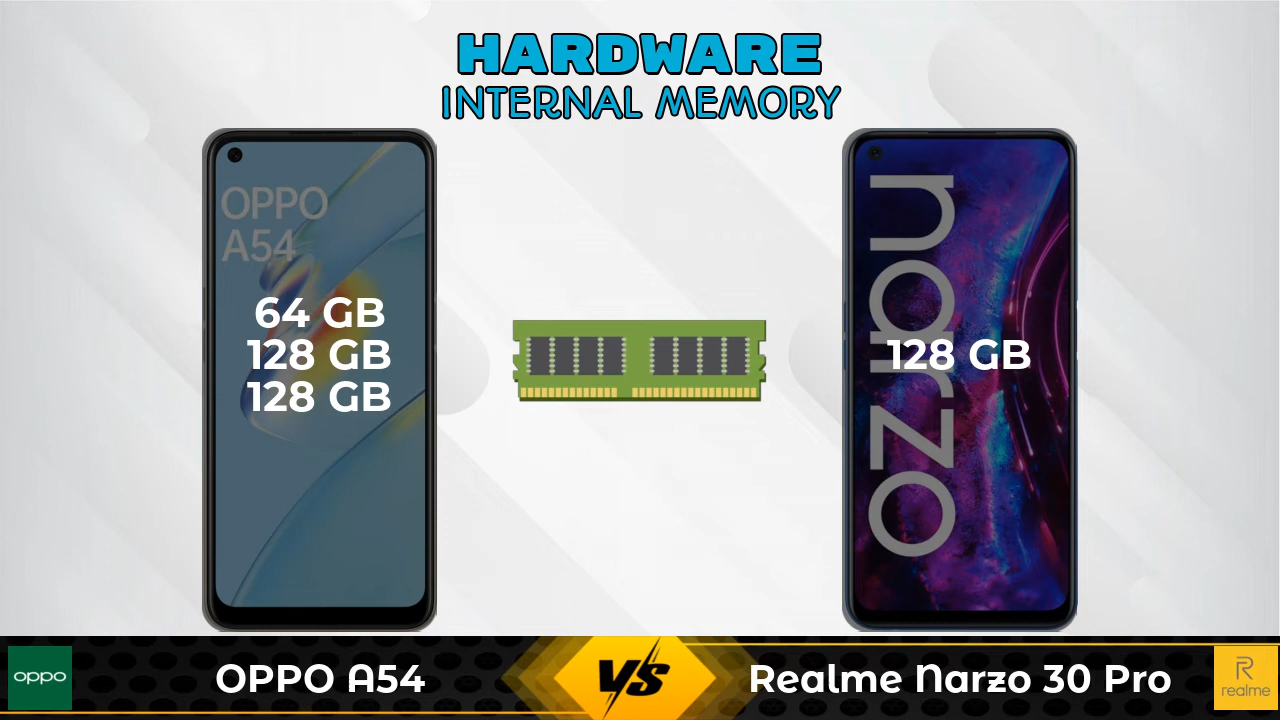 HARDWARE
INTERNAL MEMORY
OPPO
A54
64 GB
128 GB
128 GB
narzo
128 GB
oppo
OPPO A54
VS
Realme Narzo 30 Pro
R
realme